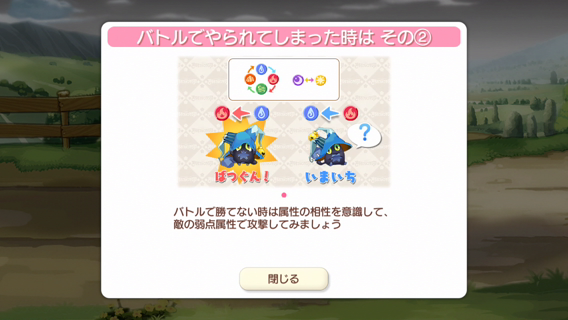 バトルでやられてしまった時は その②
ばつぐん!
いまいち
?
バトルで勝てない時は属性の相性を意識して、
敵の弱点属性で攻撃してみましょう
閉じる